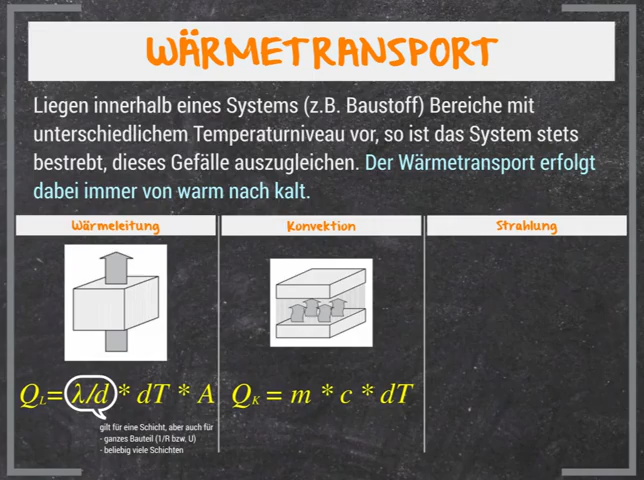 WÄRMETRANSPORT
Liegen innerhalb eines Systems (z.B. Baustoff) Bereiche mit
unterschiedlichem Temperaturniveau vor, so ist das System stets
bestrebt, dieses Gefälle auszugleichen. Der Wärmetransport erfolgt
dabei immer von warm nach kalt.
Wärmeleitung
Konvektion
Strahlung
Q_L= λ/d * dT * A
Q_K = m * c * dT
gilt für eine Schicht, aber auch für
- ganzes Bauteil (1/R bzw, U)
- beliebig viele Schichten